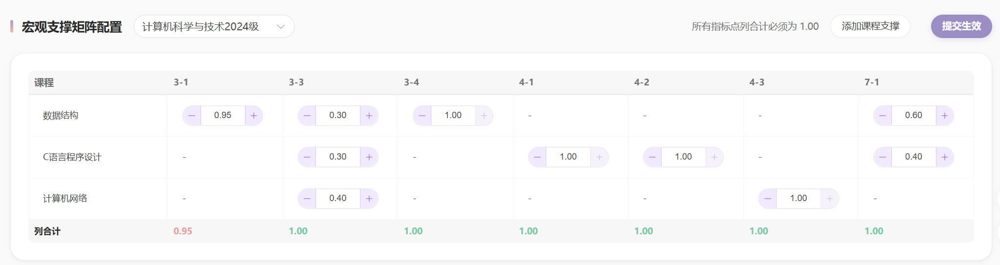 宏观支撑矩阵配置 计算机科学与技术2024级 所有指标点列合计必须为 1.00 添加课程支撑 提交生效
课程 3-1 3-3 3-4 4-1 4-2 4-3 7-1
数据结构 − 0.95 + − 0.30 + − 1.00 + - - - − 0.60 +
C语言程序设计 - − 0.30 + - − 1.00 + − 1.00 + - − 0.40 +
计算机网络 - − 0.40 + - - - − 1.00 + -
列合计 0.95 1.00 1.00 1.00 1.00 1.00 1.00